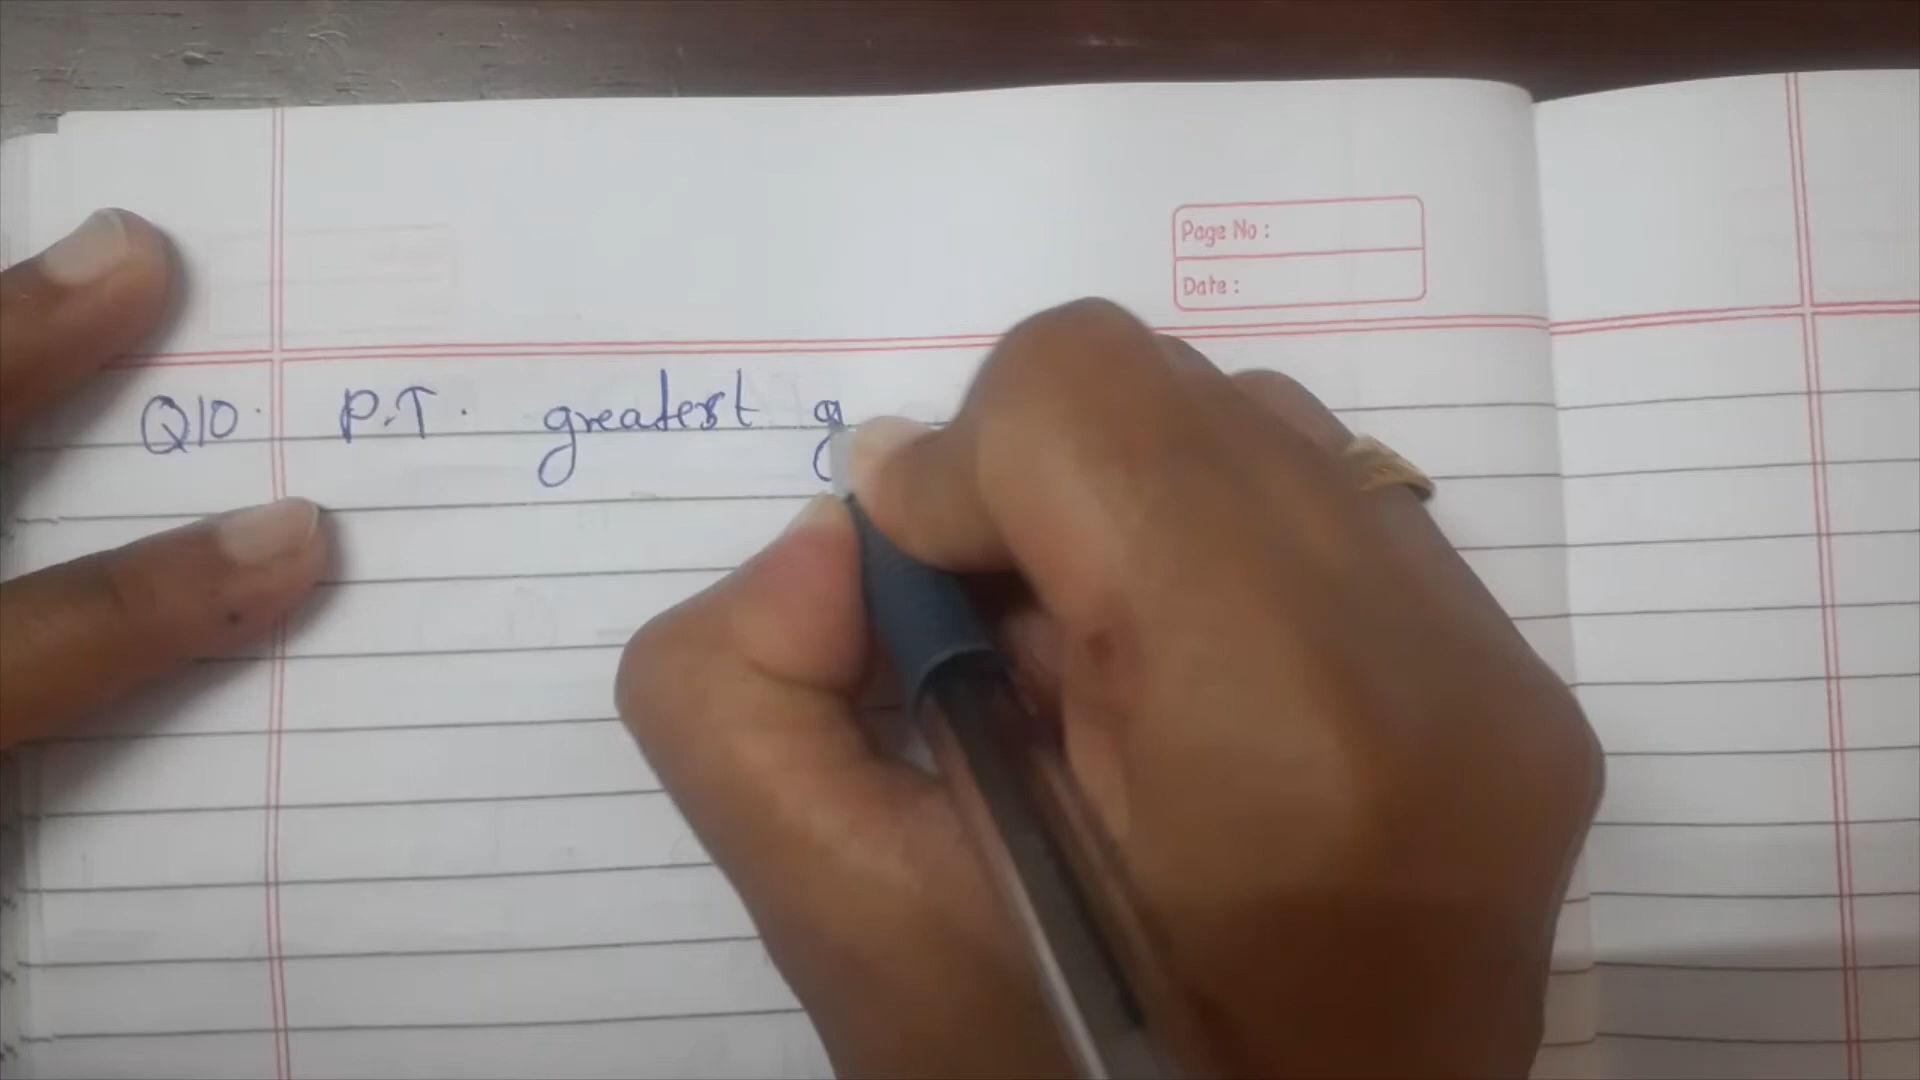 Page No :
Date :
Q10. P.T. greatest g